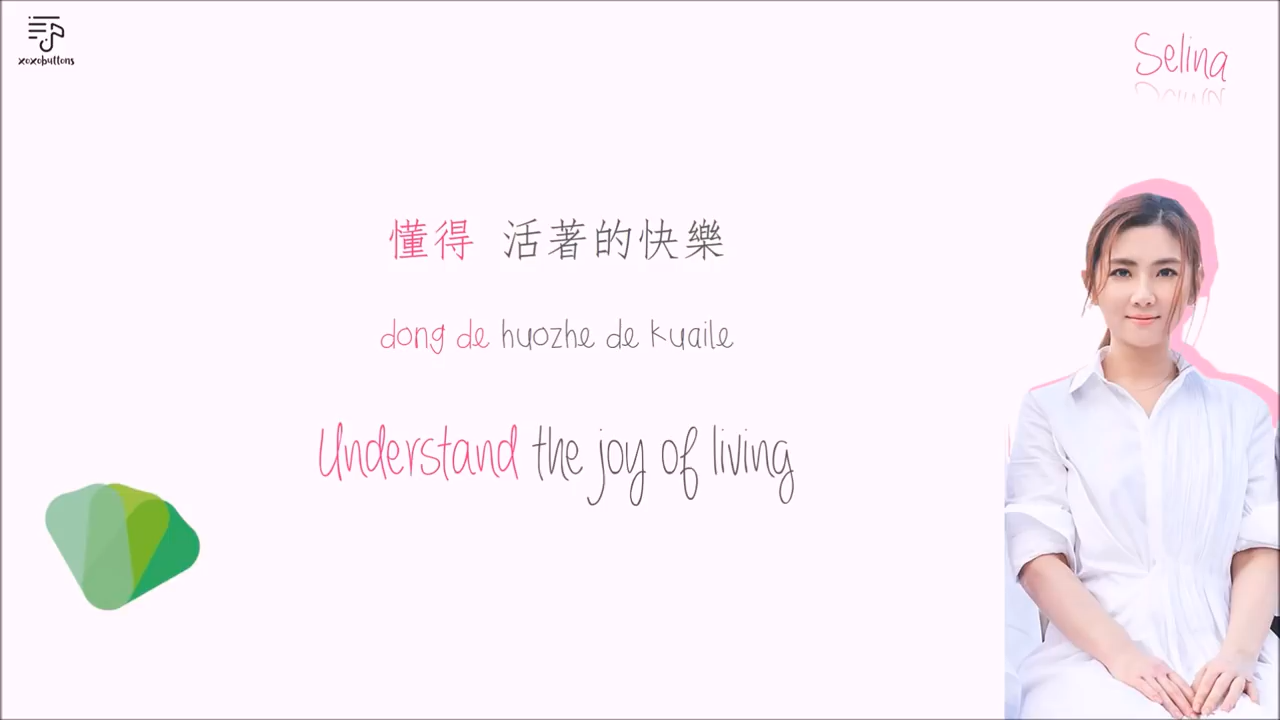 xoxobuttons
Selina
懂得 活著的快樂
dong de huozhe de kuaile
Understand the joy of living